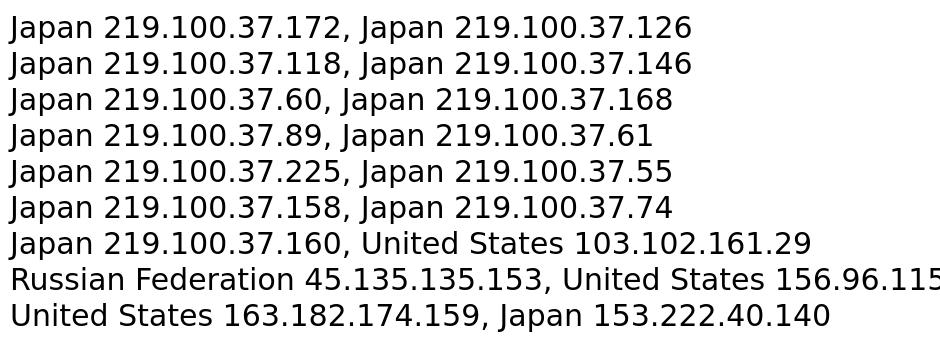 Japan 219.100.37.172, Japan 219.100.37.126
Japan 219.100.37.118, Japan 219.100.37.146
Japan 219.100.37.60, Japan 219.100.37.168
Japan 219.100.37.89, Japan 219.100.37.61
Japan 219.100.37.225, Japan 219.100.37.55
Japan 219.100.37.158, Japan 219.100.37.74
Japan 219.100.37.160, United States 103.102.161.29
Russian Federation 45.135.135.153, United States 156.96.115
United States 163.182.174.159, Japan 153.222.40.140